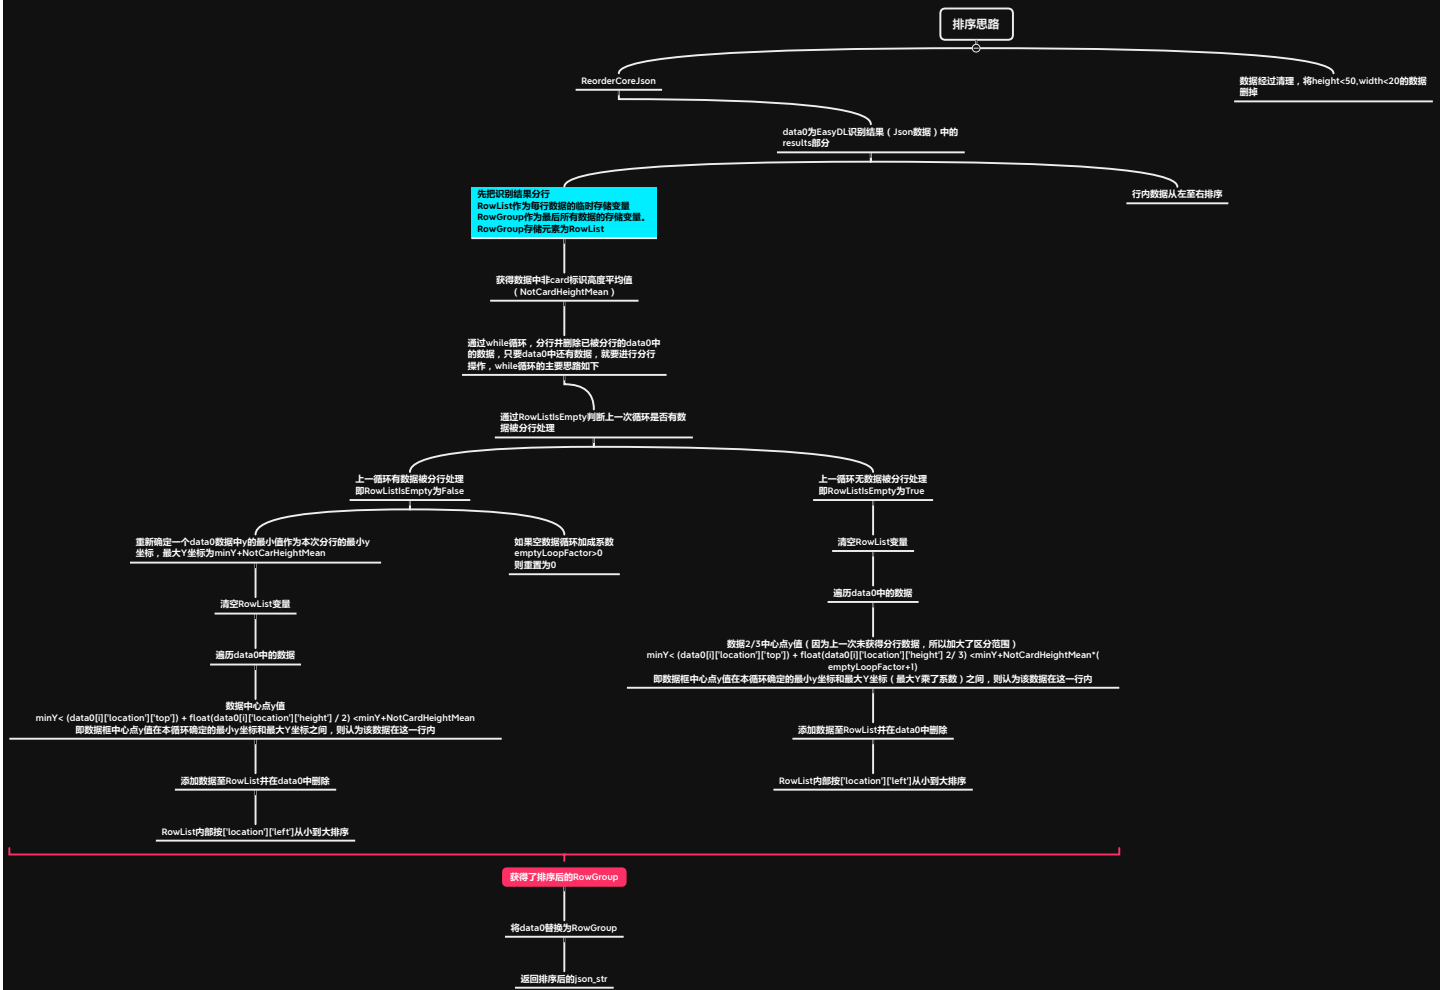 排序思路
ReorderCoreJson
数据经过清理，将height<50,width<20的数据
删掉
data0为EasyDL识别结果（Json数据）中的
results部分
先把识别结果分行
RowList作为每行数据的临时存储变量
RowGroup作为最后所有数据的存储变量。
RowGroup存储元素为RowList
行内数据从左至右排序
获得数据中非card标识高度平均值
（NotCardHeightMean）
通过while循环，分行并删除已被分行的data0中
的数据，只要data0中还有数据，就要进行分行
操作，while循环的主要思路如下
通过RowListIsEmpty判断上一次循环是否有数
据被分行处理
上一循环有数据被分行处理
即RowListIsEmpty为False
上一循环无数据被分行处理
即RowListIsEmpty为True
重新确定一个data0数据中y的最小值作为本次分行的最小y
坐标，最大Y坐标为minY+NotCarHeightMean
如果空数据循环加成系数
emptyLoopFactor>0
则重置为0
清空RowList变量
清空RowList变量
遍历data0中的数据
遍历data0中的数据
数据2/3中心点y值（因为上一次未获得分行数据，所以加大了区分范围）
minY< (data0[i]['location']['top']) + float(data0[i]['location']['height'] 2/ 3) <minY+NotCardHeightMean*(
emptyLoopFactor+1)
即数据框中心点y值在本循环确定的最小y坐标和最大Y坐标（最大Y乘了系数）之间，则认为该数据在这一行内
数据中心点y值
minY< (data0[i]['location']['top']) + float(data0[i]['location']['height'] / 2) <minY+NotCardHeightMean
即数据框中心点y值在本循环确定的最小y坐标和最大Y坐标之间，则认为该数据在这一行内
添加数据至RowList并在data0中删除
添加数据至RowList并在data0中删除
RowList内部按['location']['left']从小到大排序
RowList内部按['location']['left']从小到大排序
获得了排序后的RowGroup
将data0替换为RowGroup
返回排序后的json_str